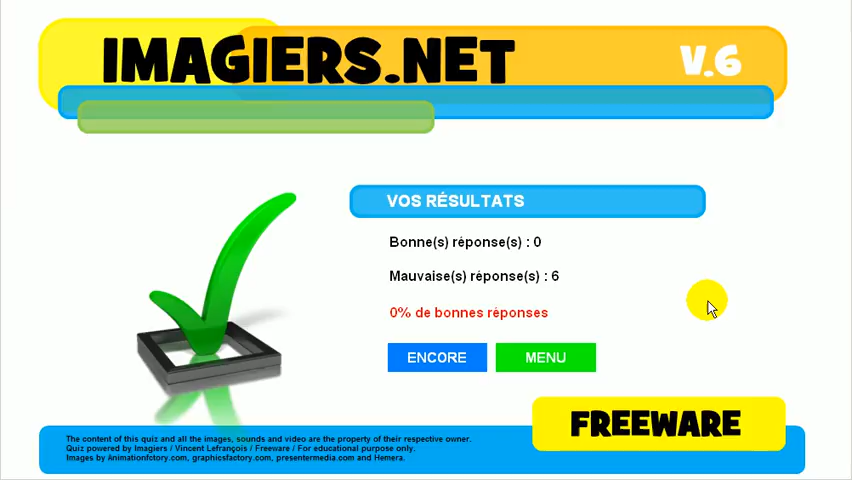 IMAGIERS.NET
V.6
VOS RÉSULTATS
Bonne(s) réponse(s) : 0
Mauvaise(s) réponse(s) : 6
0% de bonnes réponses
ENCORE
MENU
FREEWARE
The content of this quiz and all the images, sounds and video are the property of their respective owner.
Quiz powered by Imagiers / Vincent Lefrançois / Freeware / For educational purpose only.
Images by Animationfctory.com, graphicsfactory.com, presentermedia.com and Hemera.